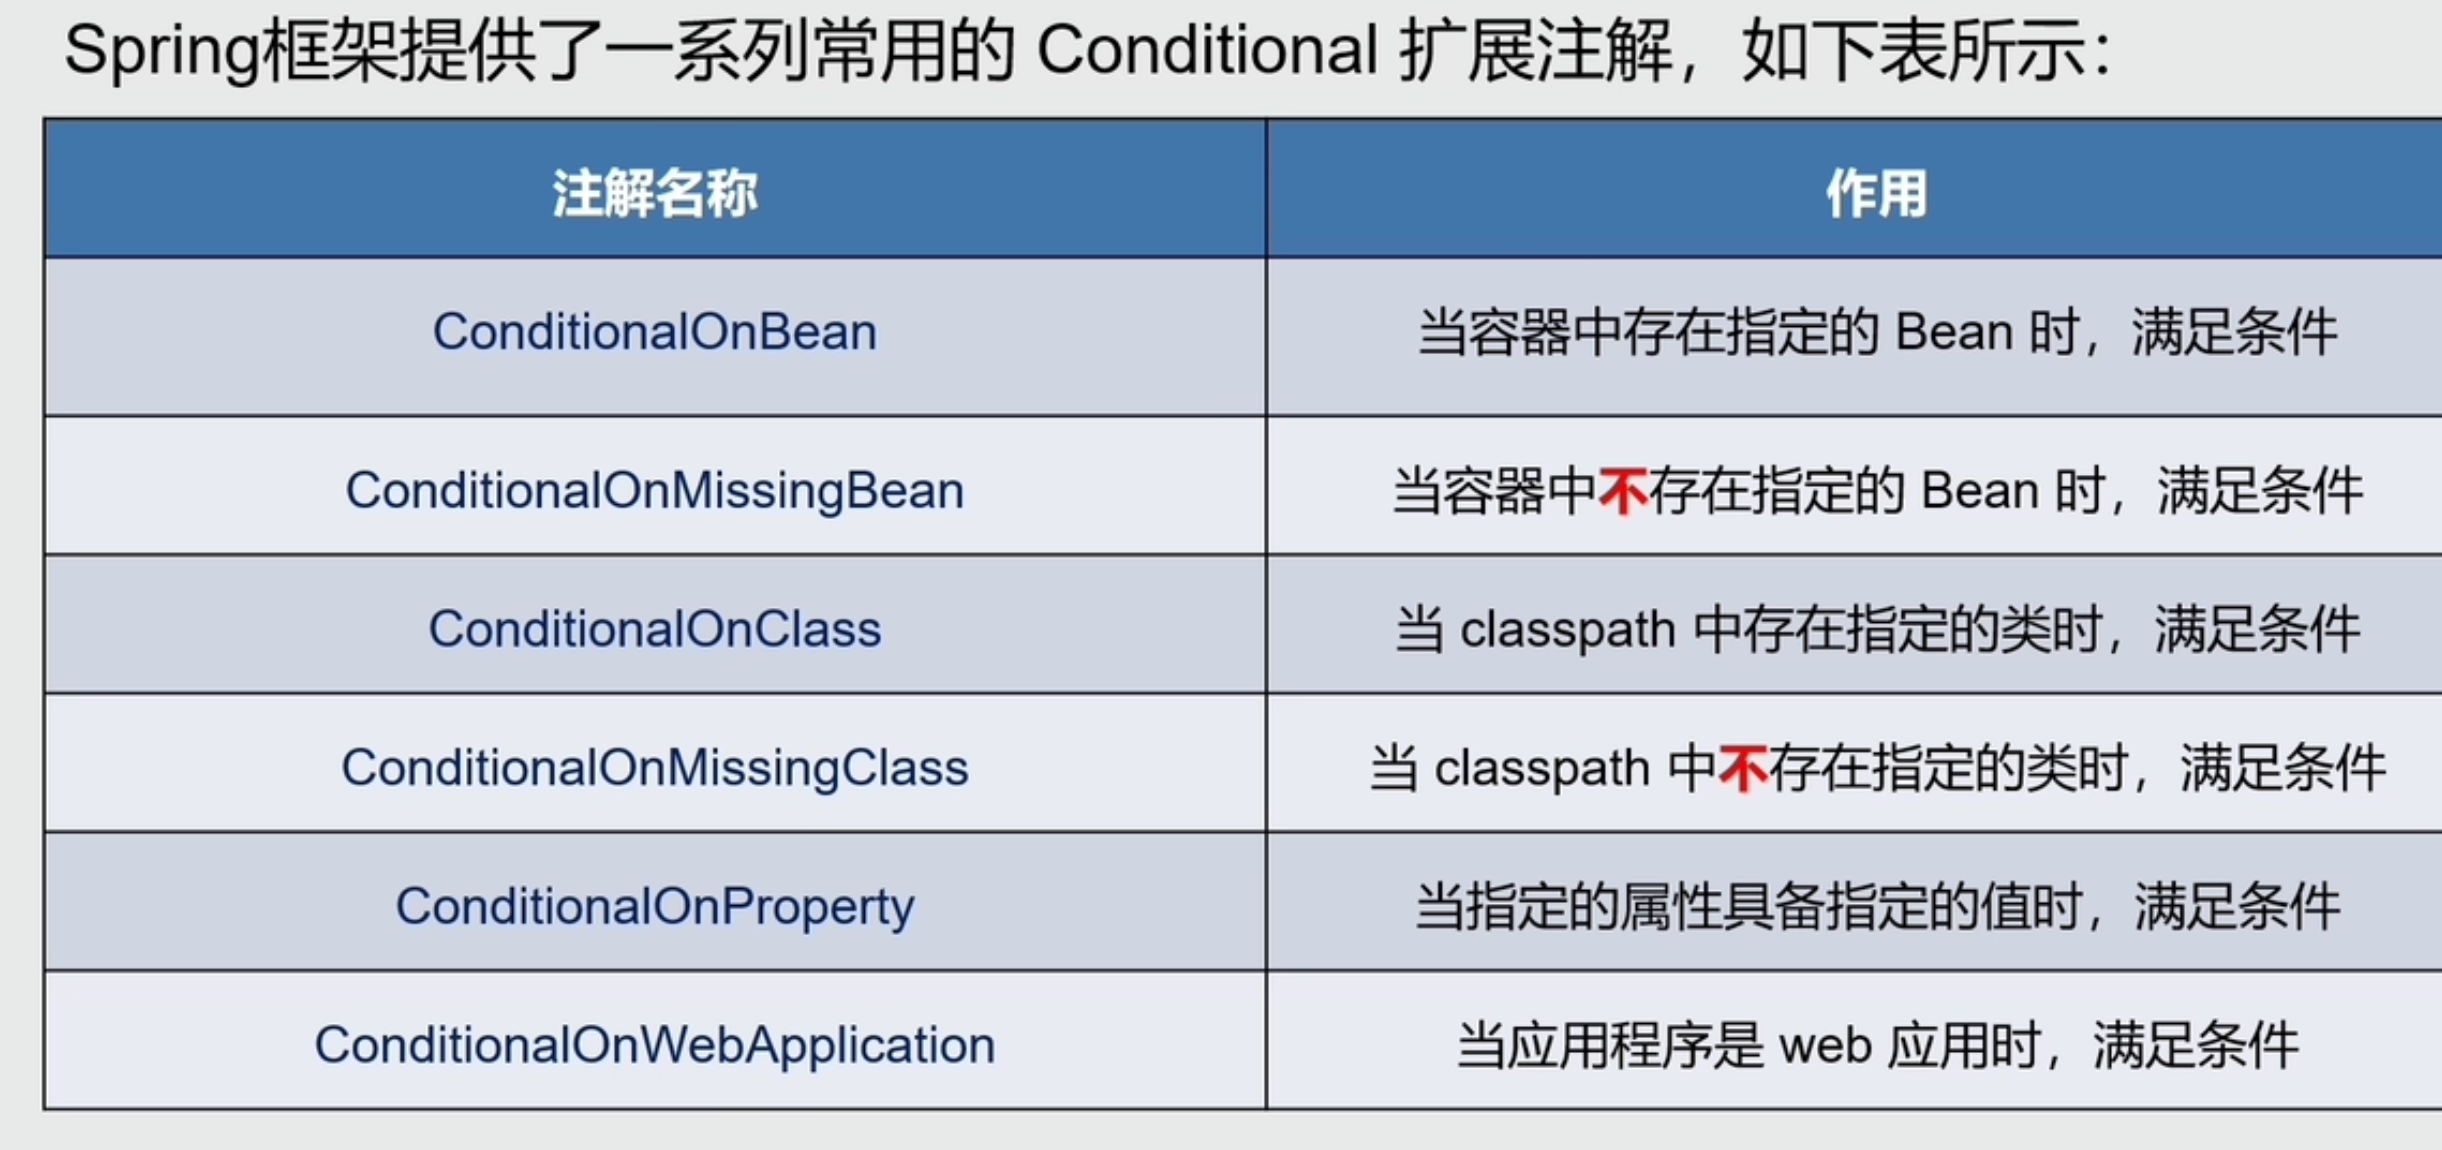 Spring框架提供了一系列常用的 Conditional 扩展注解，如下表所示：
注解名称
作用
ConditionalOnBean
当容器中存在指定的 Bean 时，满足条件
ConditionalOnMissingBean
当容器中不存在指定的 Bean 时，满足条件
ConditionalOnClass
当 classpath 中存在指定的类时，满足条件
ConditionalOnMissingClass
当 classpath 中不存在指定的类时，满足条件
ConditionalOnProperty
当指定的属性具备指定的值时，满足条件
ConditionalOnWebApplication
当应用程序是 web 应用时，满足条件